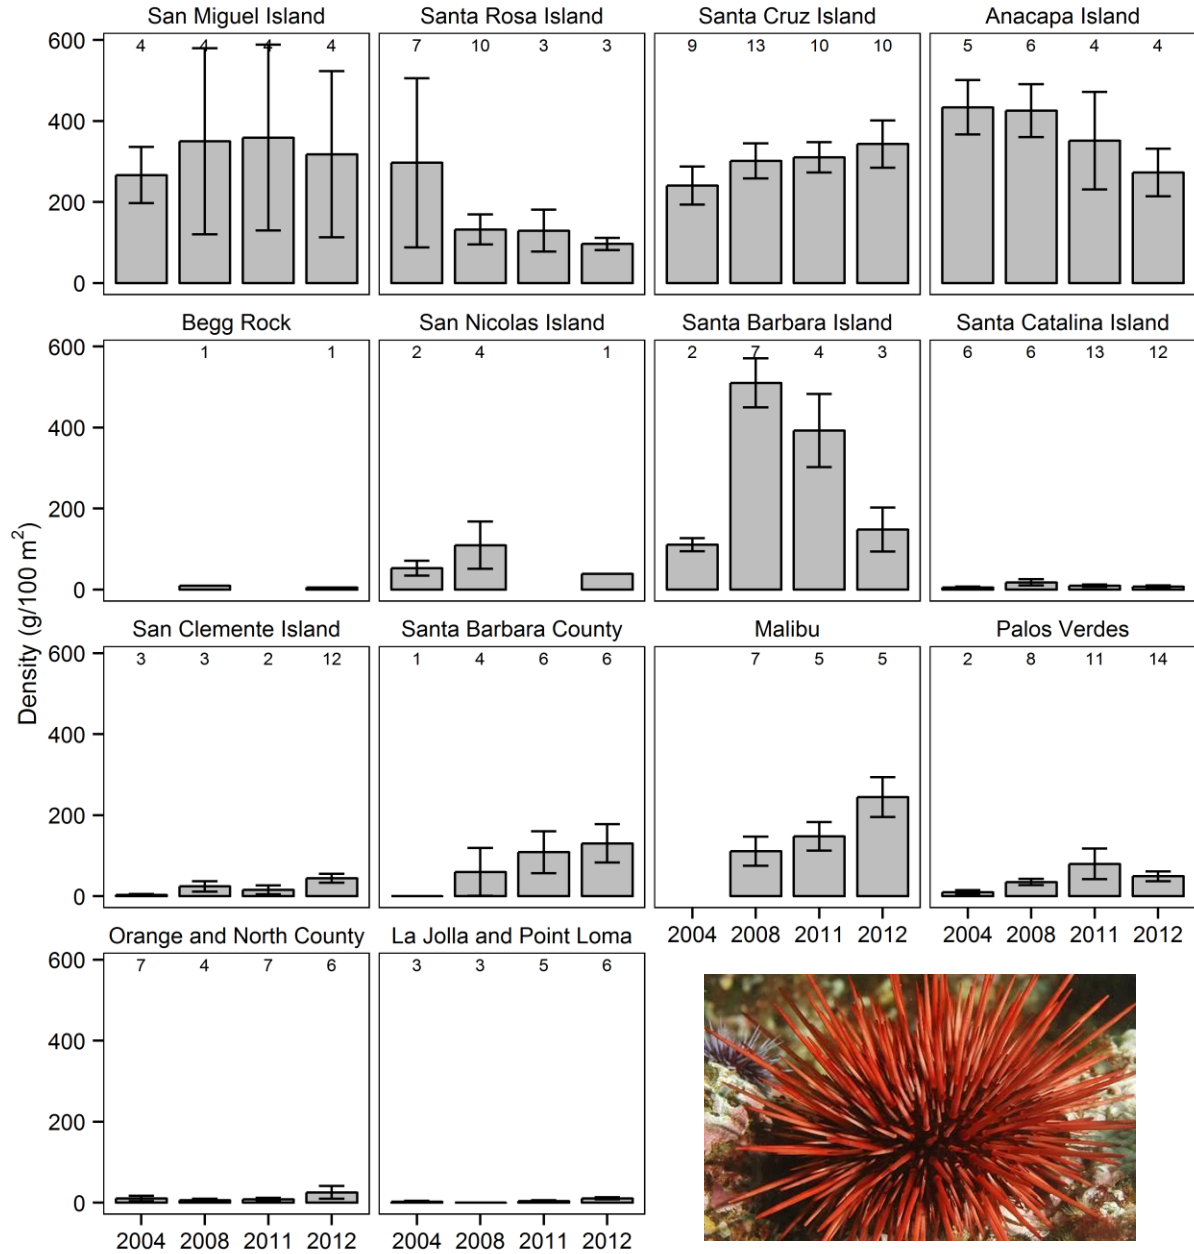 San Miguel Island Santa Rosa Island Santa Cruz Island Anacapa Island
4 4 4 4 7 10 3 3 9 13 10 10 5 6 4 4
600
400
200
0
Begg Rock San Nicolas Island Santa Barbara Island Santa Catalina Island
1 1 2 4 1 2 7 4 3 6 6 13 12
600
400
200
0
Density (g/100 m²)
San Clemente Island Santa Barbara County Malibu Palos Verdes
3 3 2 12 1 4 6 6 7 5 5 2 8 11 14
600
400
200
0
2004 2008 2011 2012 2004 2008 2011 2012
Orange and North County La Jolla and Point Loma
7 4 7 6 3 3 5 6
600
400
200
0
2004 2008 2011 2012 2004 2008 2011 2012